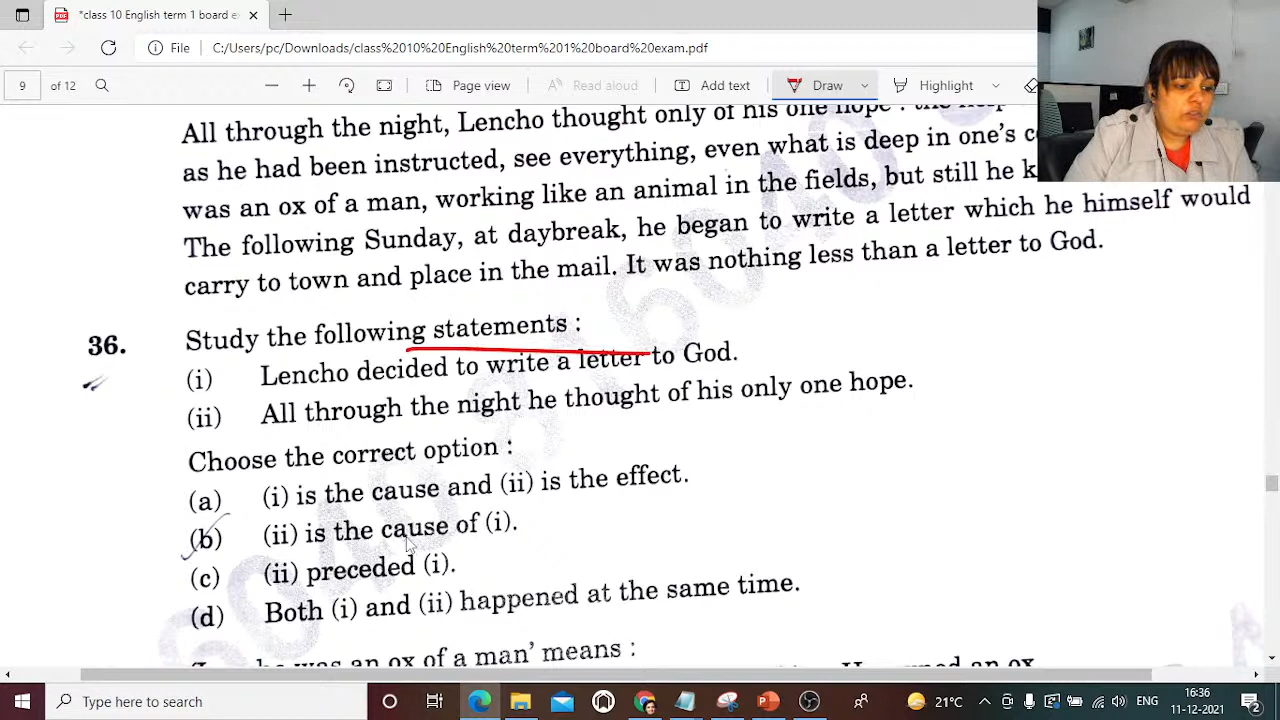 *class 10 English term 1 board e
File
C:/Users/pc/Downloads/class%2010%20English%20term%201%20board%20exam.pdf
9 of 12
Page view
Read aloud
Add text
Draw
Highlight
All through the night, Lencho thought only of his one hope : the help
as he had been instructed, see everything, even what is deep in one's
was an ox of a man, working like an animal in the fields, but still he
The following Sunday, at daybreak, he began to write a letter which he himself would
carry to town and place in the mail. It was nothing less than a letter to God.
36. Study the following statements :
(i) Lencho decided to write a letter to God.
(ii) All through the night he thought of his only one hope.
Choose the correct option :
(a) (i) is the cause and (ii) is the effect.
(b) (ii) is the cause of (i).
(c) (ii) preceded (i).
(d) Both (i) and (ii) happened at the same time.
he was an ox of a man' means :
Type here to search
21°C
ENG
16:36
11-12-2021